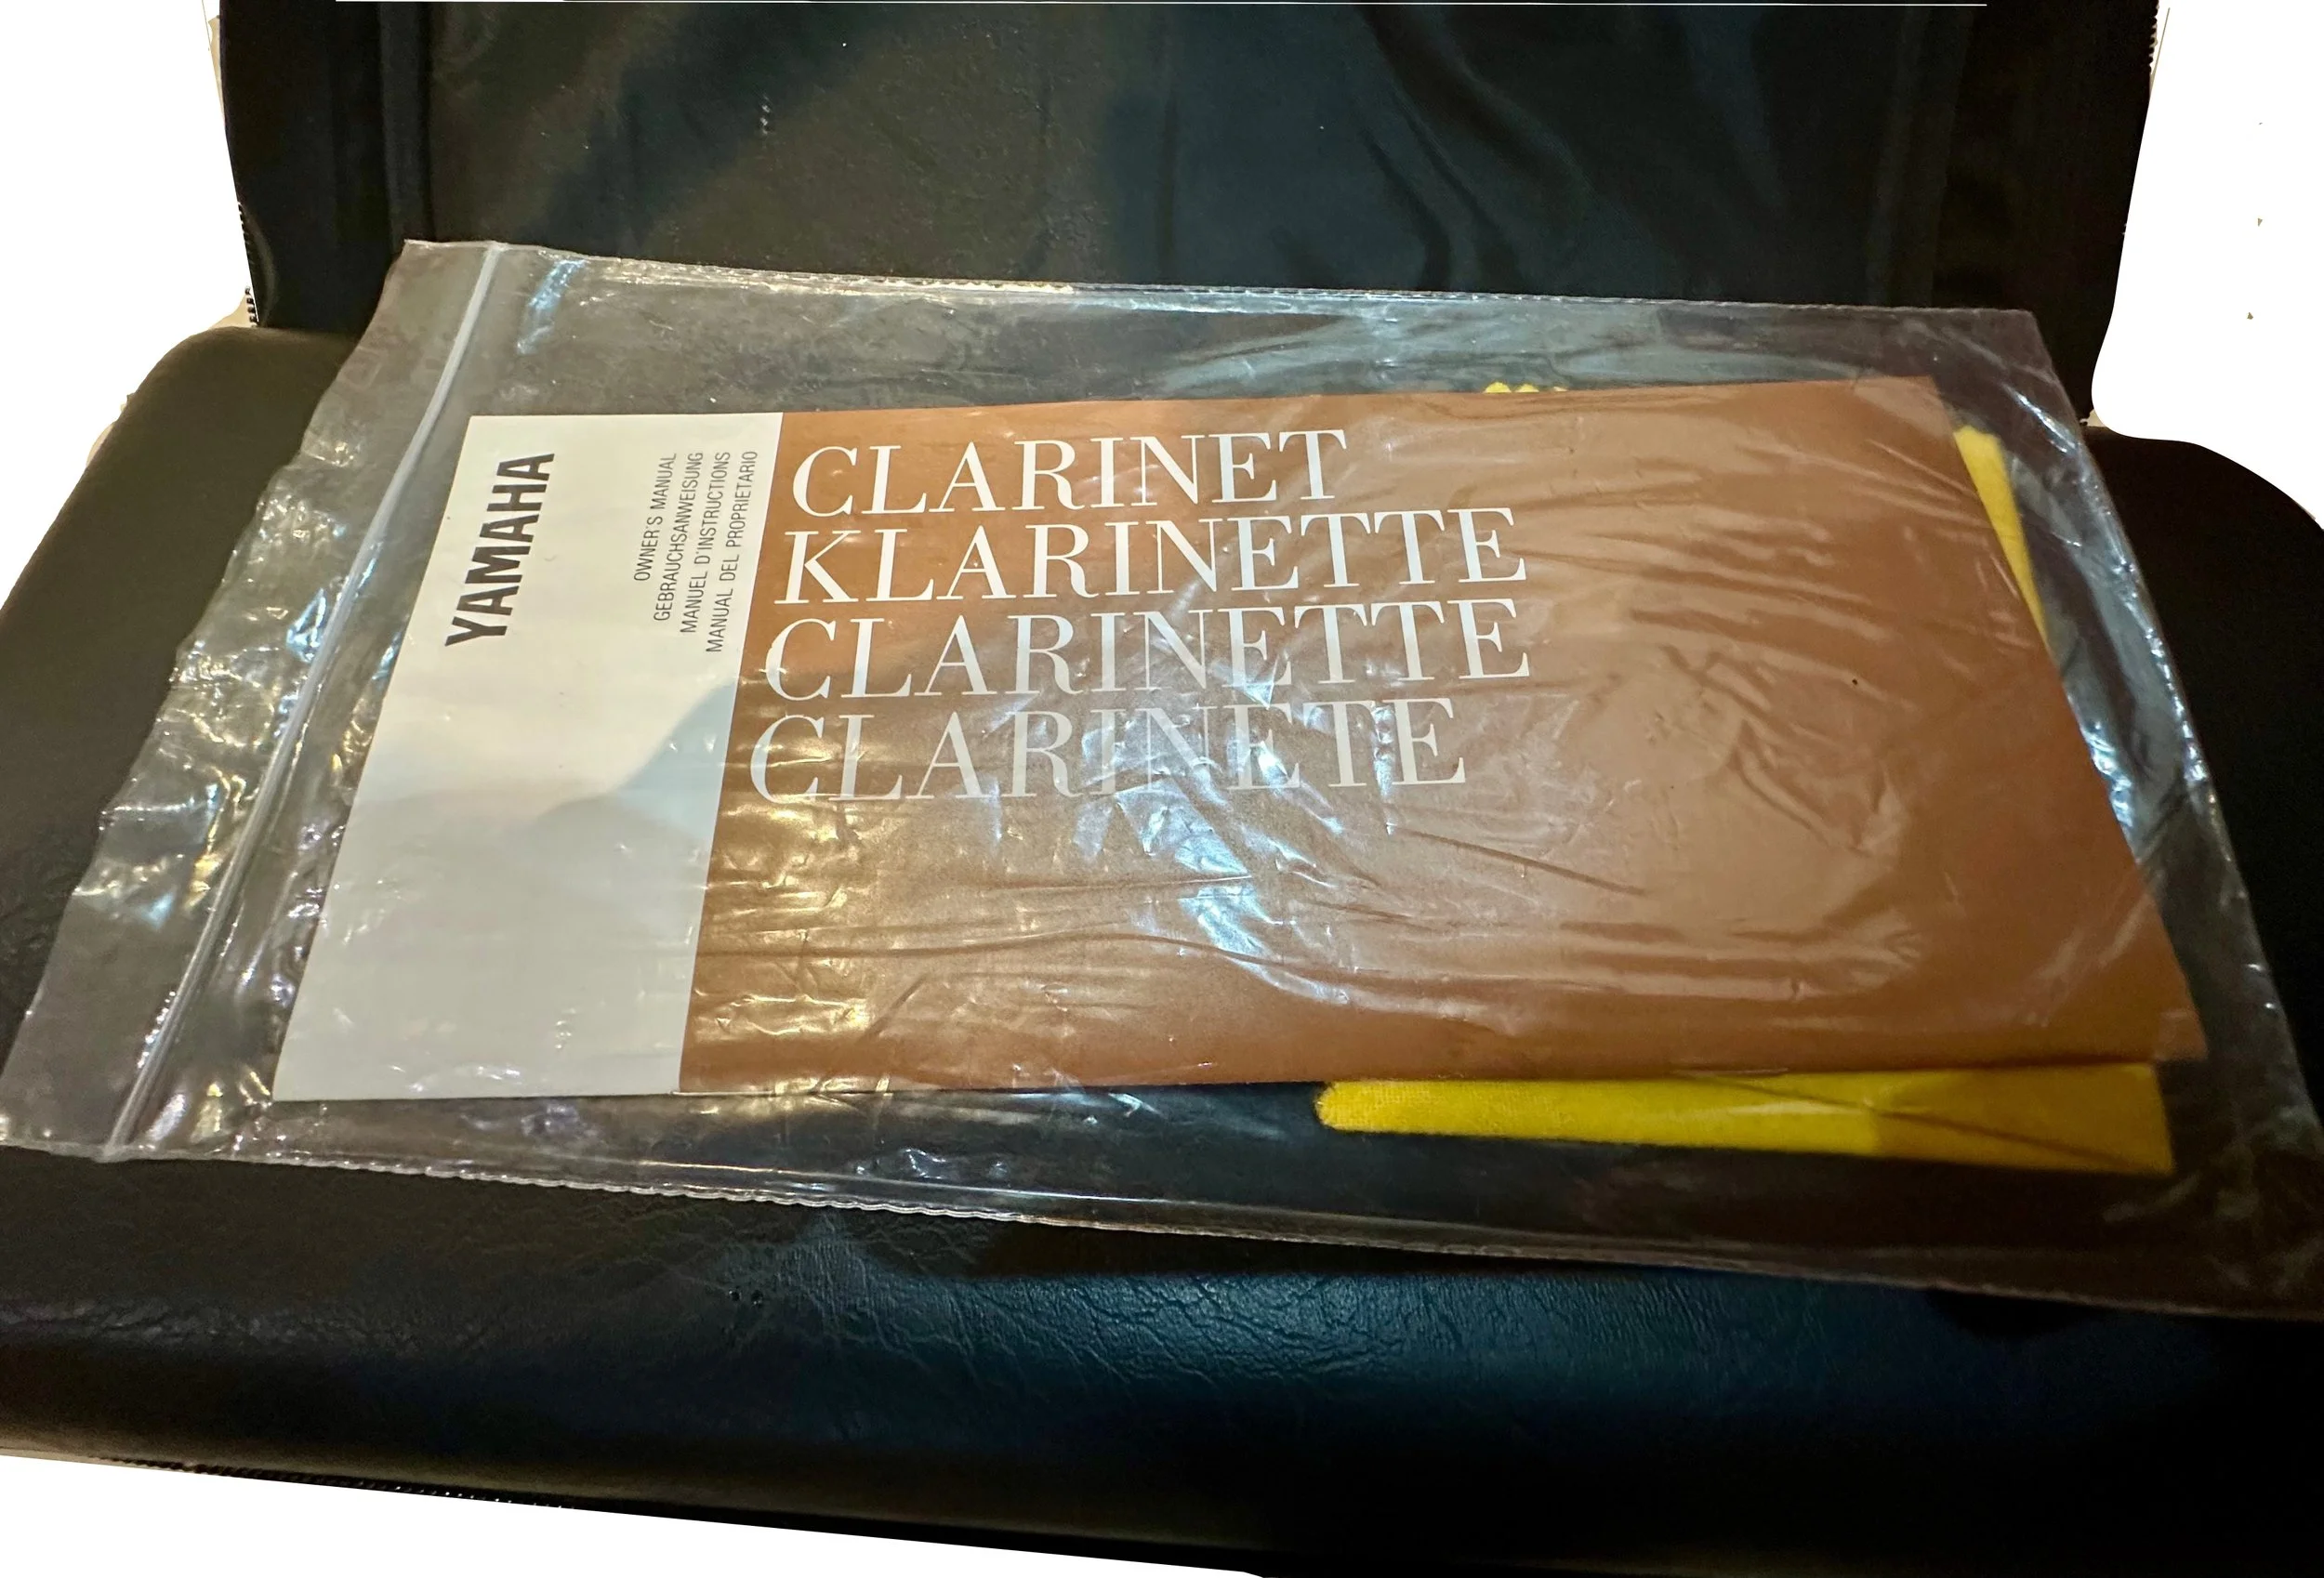 YAMAHA
OWNER'S MANUAL
GEBRAUCHSANWEISUNG
MANUEL D'INSTRUCTIONS
MANUAL DEL PROPRIETARIO
CLARINET
KLARINETTE
CLARINETTE
CLARINETE